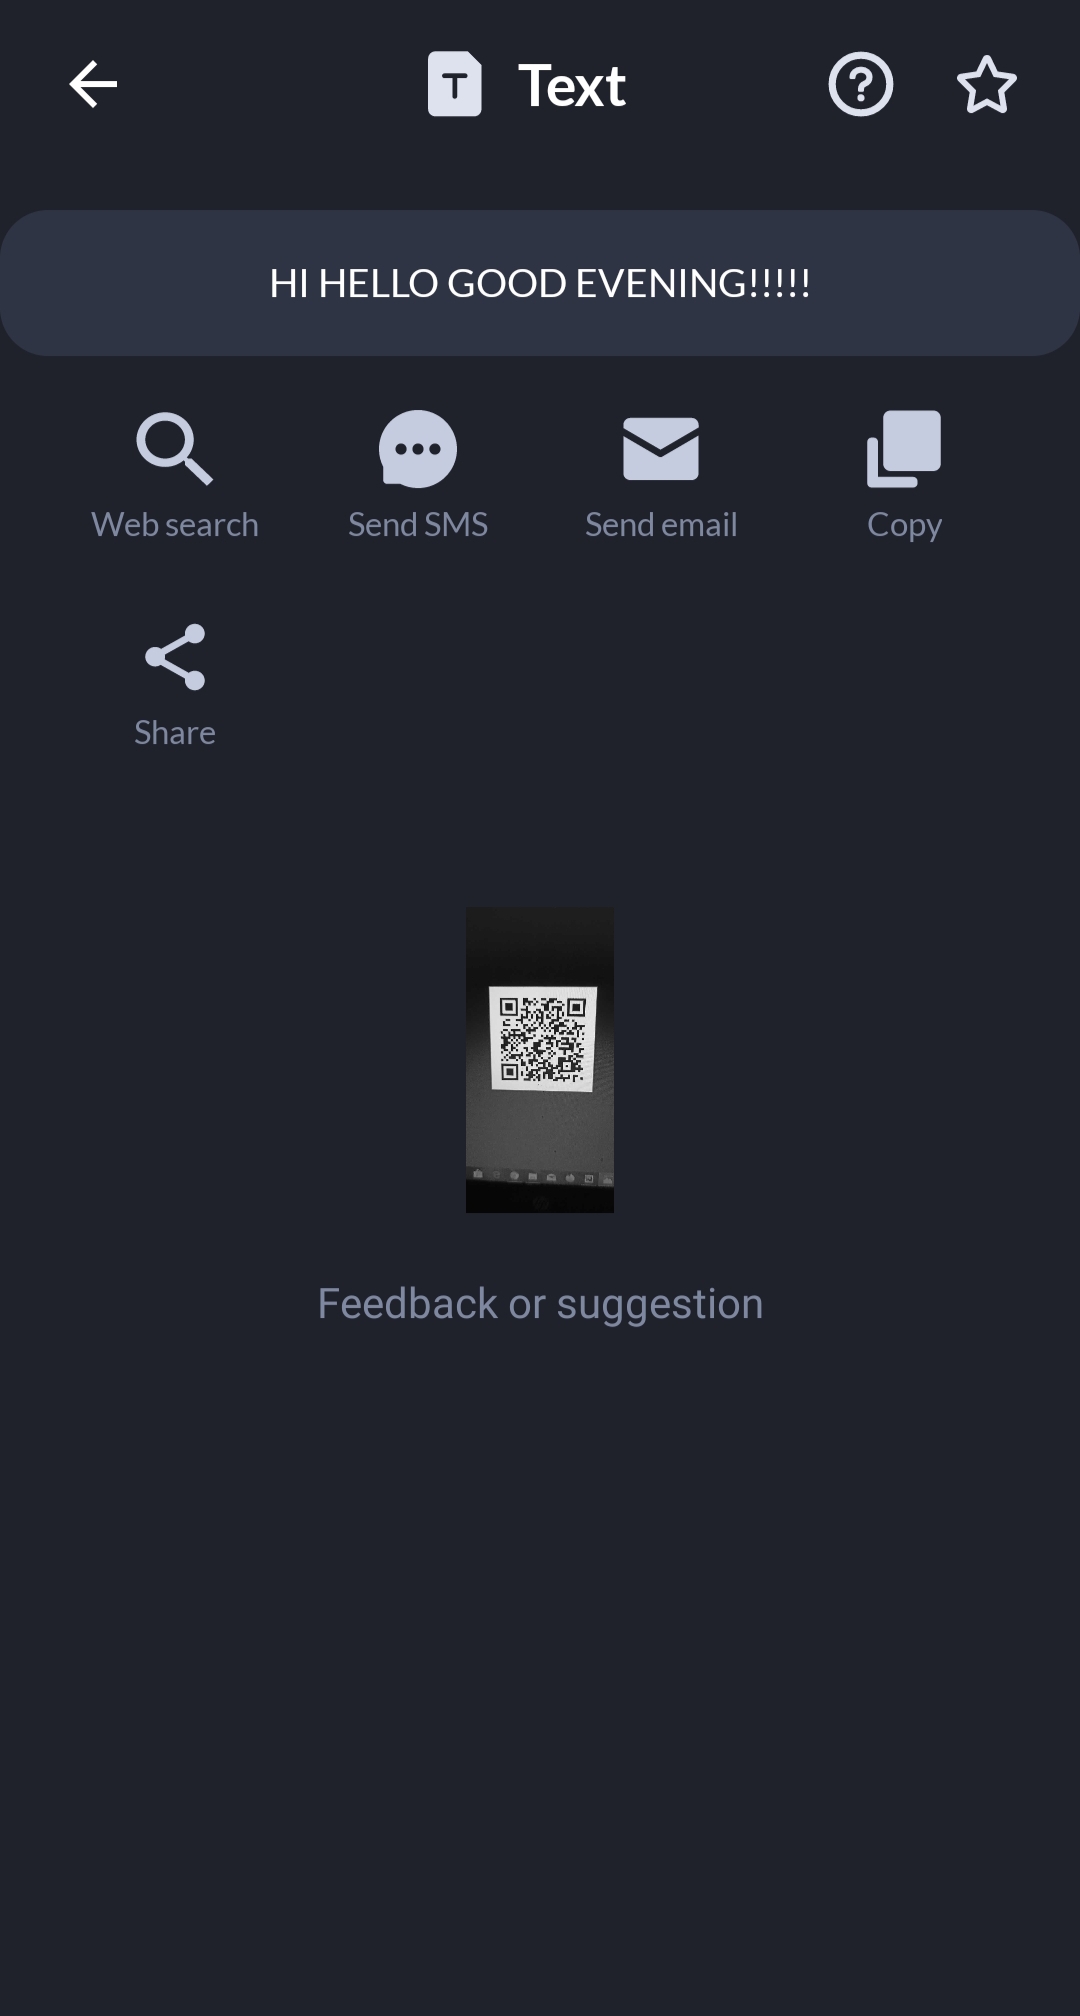 Text
HI HELLO GOOD EVENING!!!!!
Web search
Send SMS
Send email
Copy
Share
Feedback or suggestion